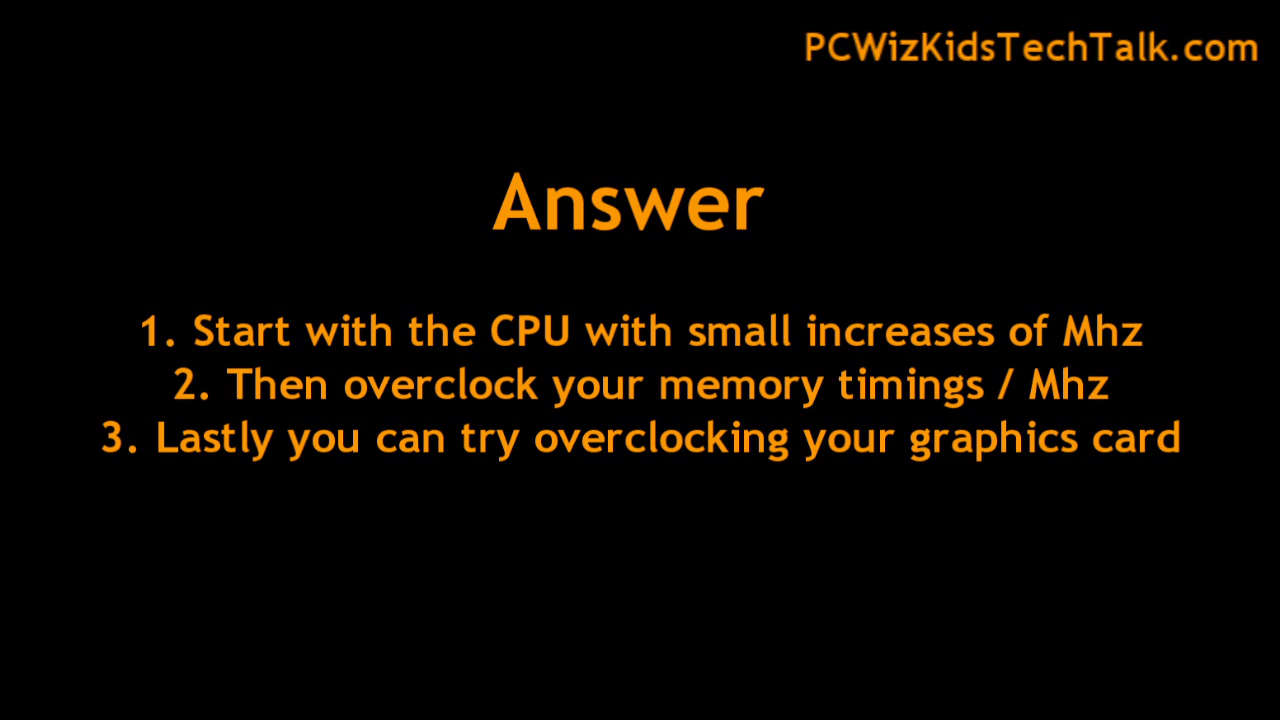 PCWizKidsTechTalk.com
Answer
1. Start with the CPU with small increases of Mhz
2. Then overclock your memory timings / Mhz
3. Lastly you can try overclocking your graphics card